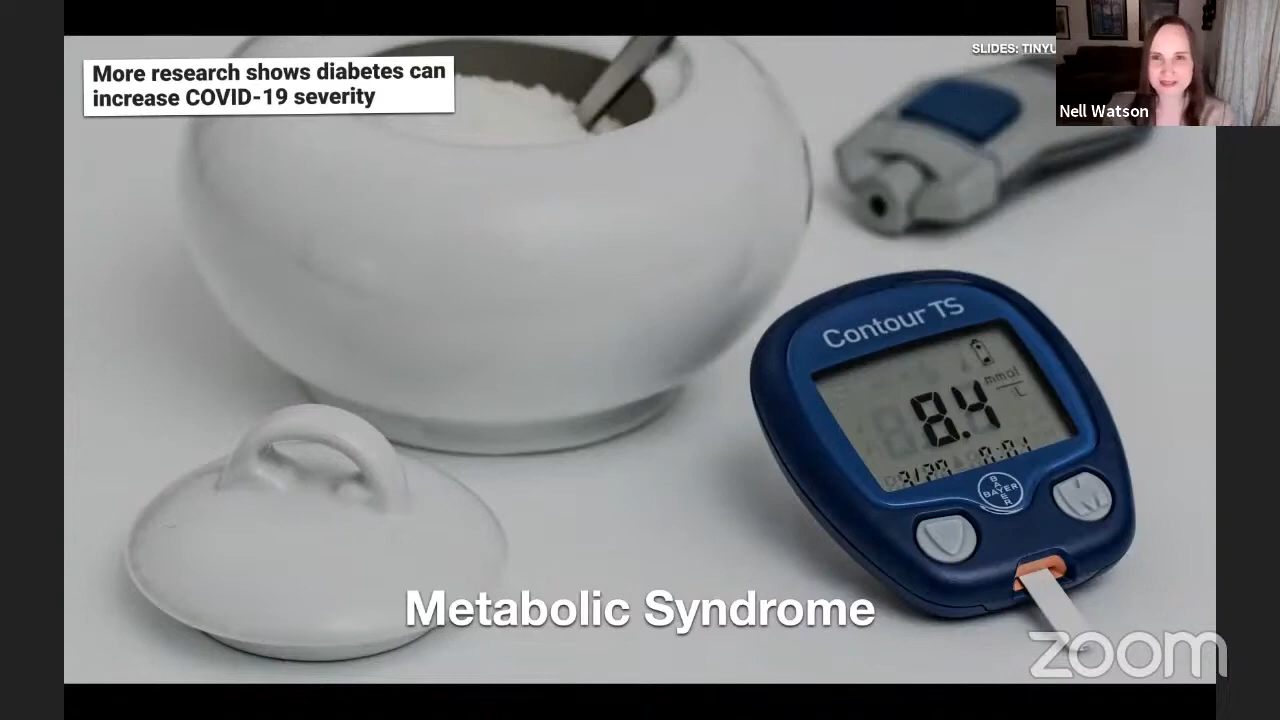 More research shows diabetes can
increase COVID-19 severity
SLIDES:
Nell Watson
Contour TS
mmol
L
8.4
BAYER
BAYER
M
Metabolic Syndrome
zoom